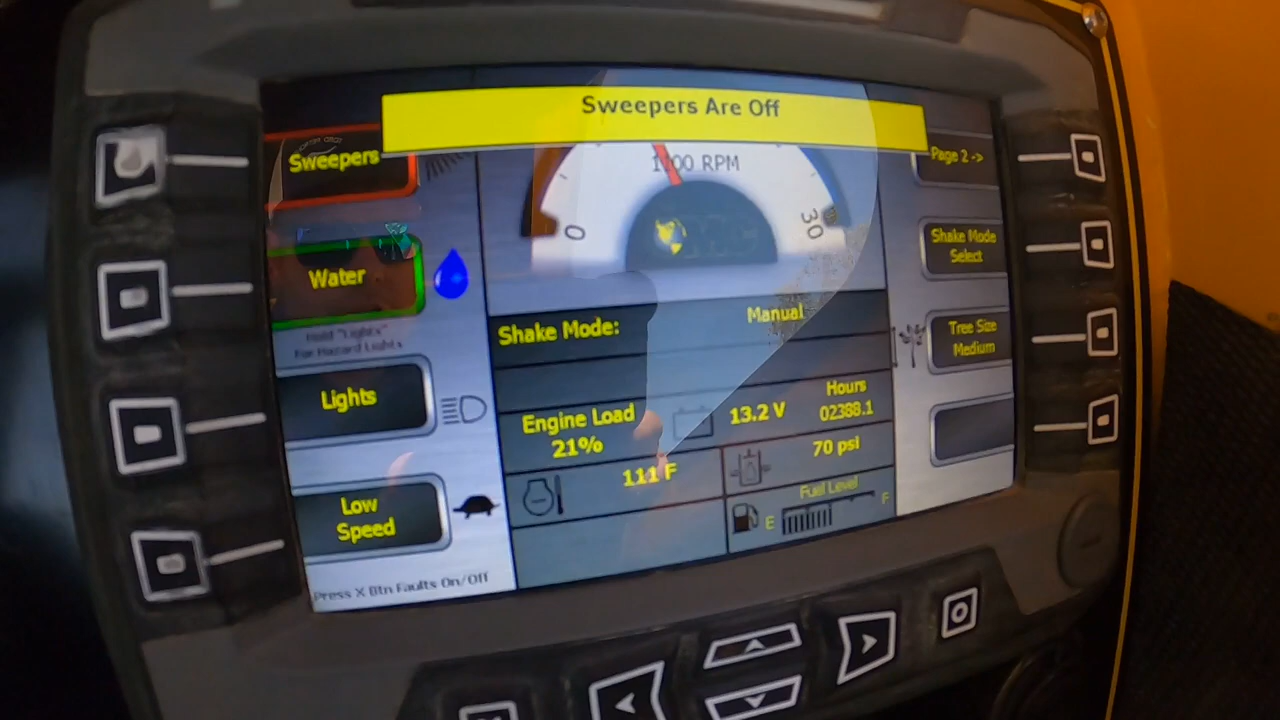 Sweepers Are Off
Sweepers
Page 2 ->
RPM
0
30
Shake Mode
Select
Water
Hold "Lights"
For Hazard Lights
Shake Mode:
Manual
Tree Size
Medium
Lights
Engine Load
21%
13.2 V
Hours
02388.1
111 F
70 psi
Fuel Level
E
F
Low
Speed
Press X Btn Faults On/Off